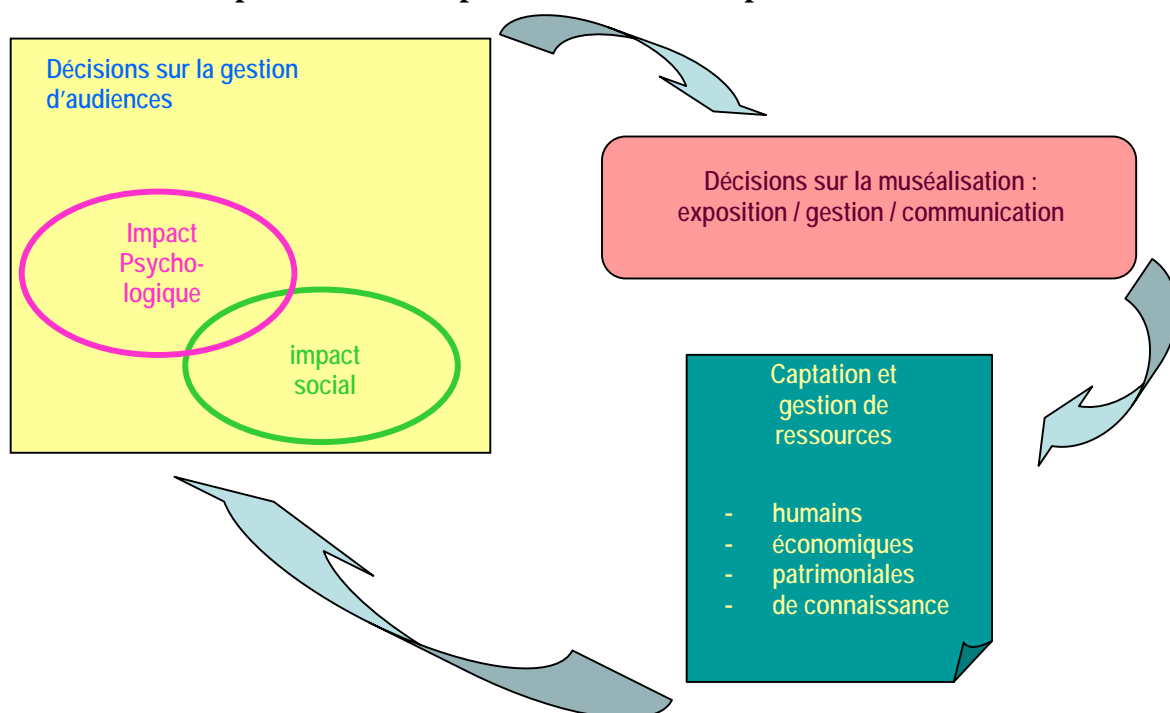 Décisions sur la gestion
d'audiences
Impact
Psycho-
logique
impact
social
Décisions sur la muséalisation :
exposition / gestion / communication
Captation et
gestion de
ressources
- humains
- économiques
- patrimoniales
- de connaissance